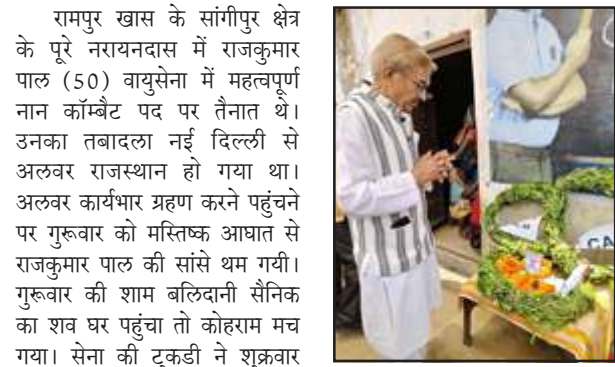 रामपुर खास के सांगीपुर क्षेत्र
के पूरे नरायनदास में राजकुमार
पाल (50) वायुसेना में महत्वपूर्ण
नान कॉम्बैट पद पर तैनात थे।
उनका तबादला नई दिल्ली से
अलवर राजस्थान हो गया था।
अलवर कार्यभार ग्रहण करने पहुंचने
पर गुरूवार को मस्तिष्क आघात से
राजकुमार पाल की सांसे थम गयी।
गुरूवार की शाम बलिदानी सैनिक
का शव घर पहुंचा तो कोहराम मच
गया। सेना की टुकडी ने शुक्रवार